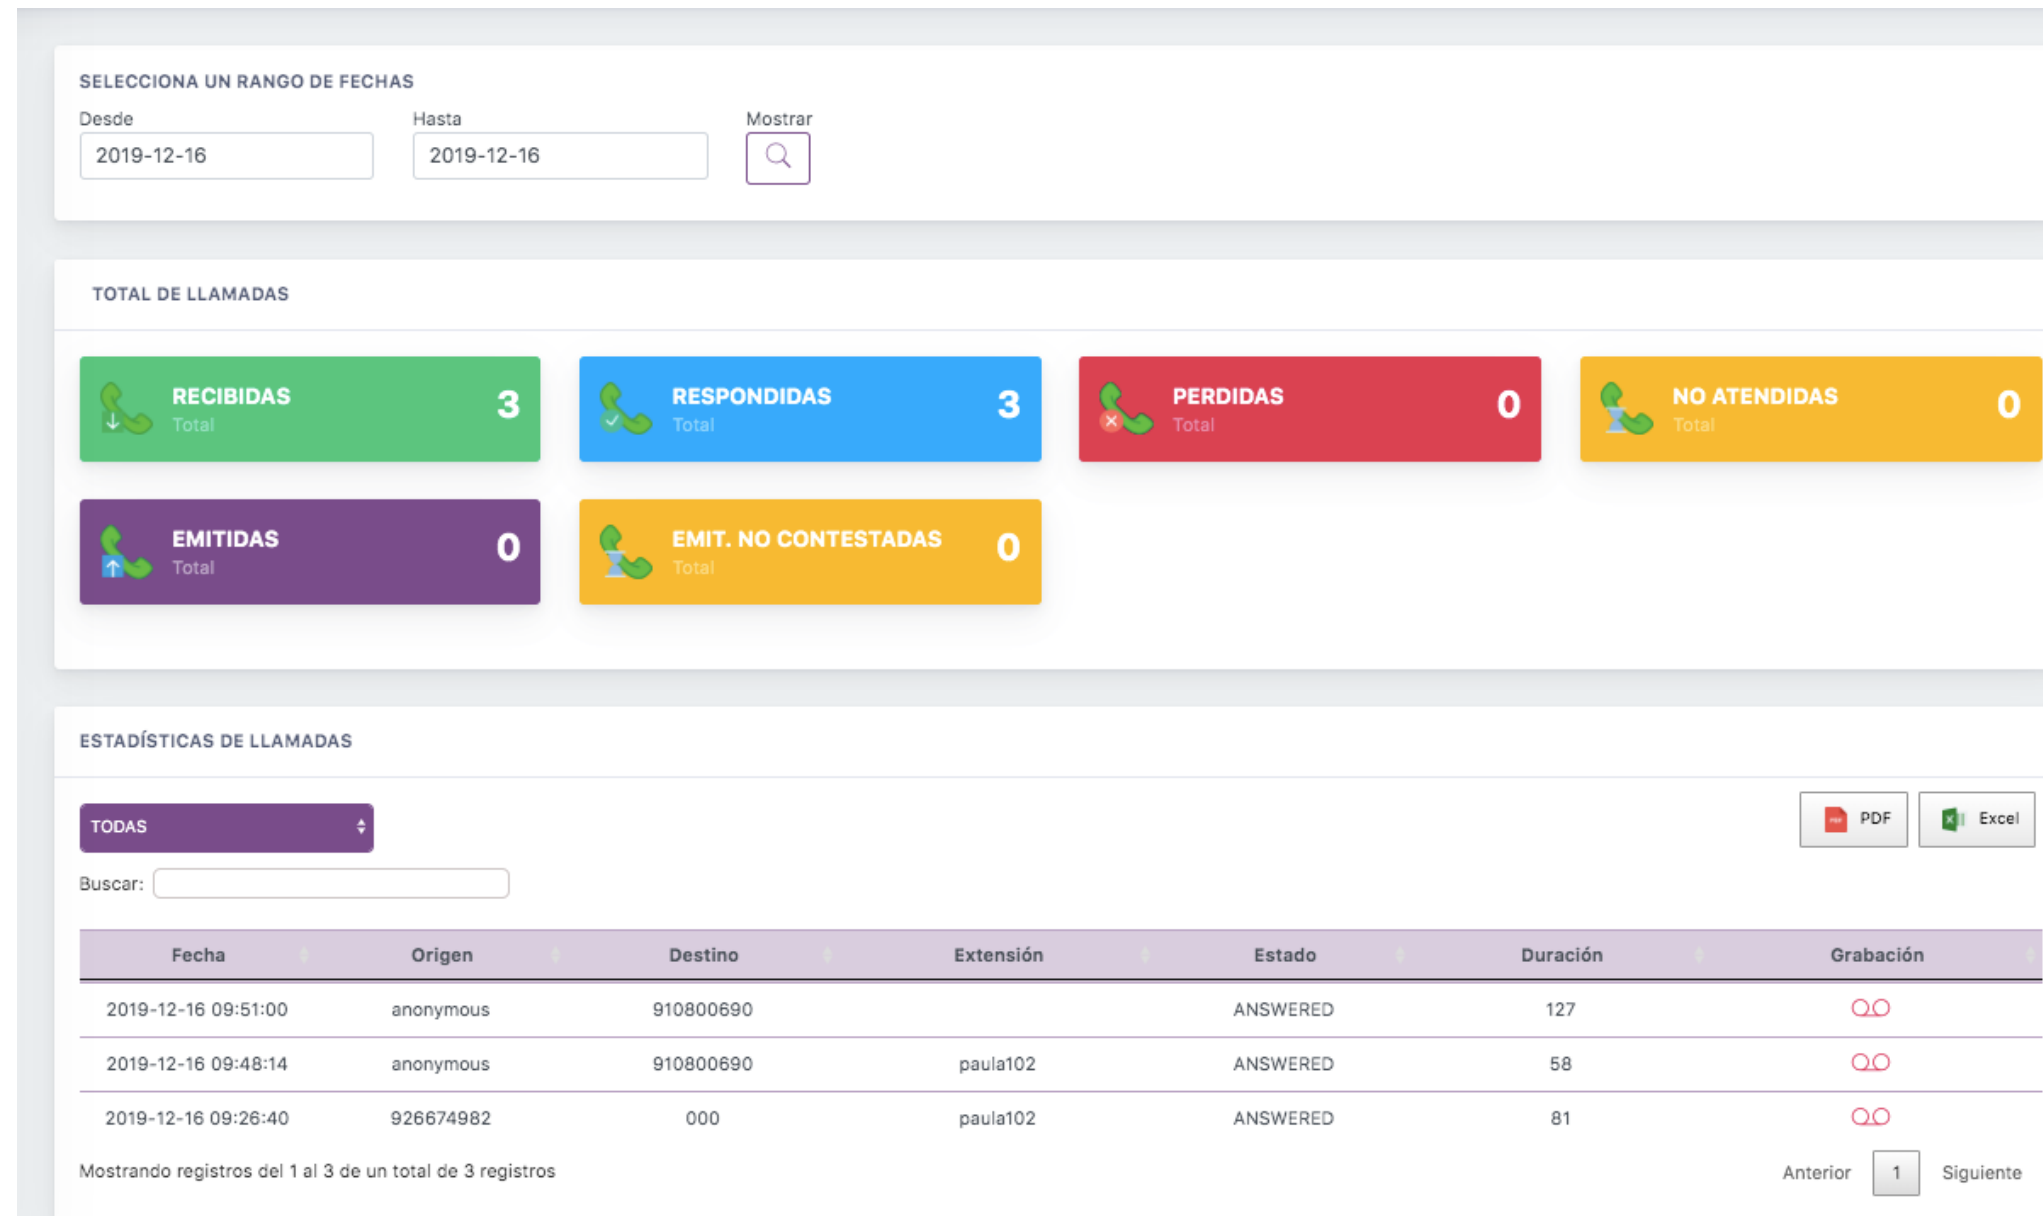 SELECCIONA UN RANGO DE FECHAS
Desde Hasta Mostrar
2019-12-16 2019-12-16
TOTAL DE LLAMADAS
RECIBIDAS 3 RESPONDIDAS 3 PERDIDAS 0 NO ATENDIDAS 0
Total Total Total Total
EMITIDAS 0 EMIT. NO CONTESTADAS 0
Total Total
ESTADÍSTICAS DE LLAMADAS
TODAS PDF Excel
Buscar:
Fecha Origen Destino Extensión Estado Duración Grabación
2019-12-16 09:51:00 anonymous 910800690 ANSWERED 127
2019-12-16 09:48:14 anonymous 910800690 paula102 ANSWERED 58
2019-12-16 09:26:40 926674982 000 paula102 ANSWERED 81
Mostrando registros del 1 al 3 de un total de 3 registros Anterior 1 Siguiente